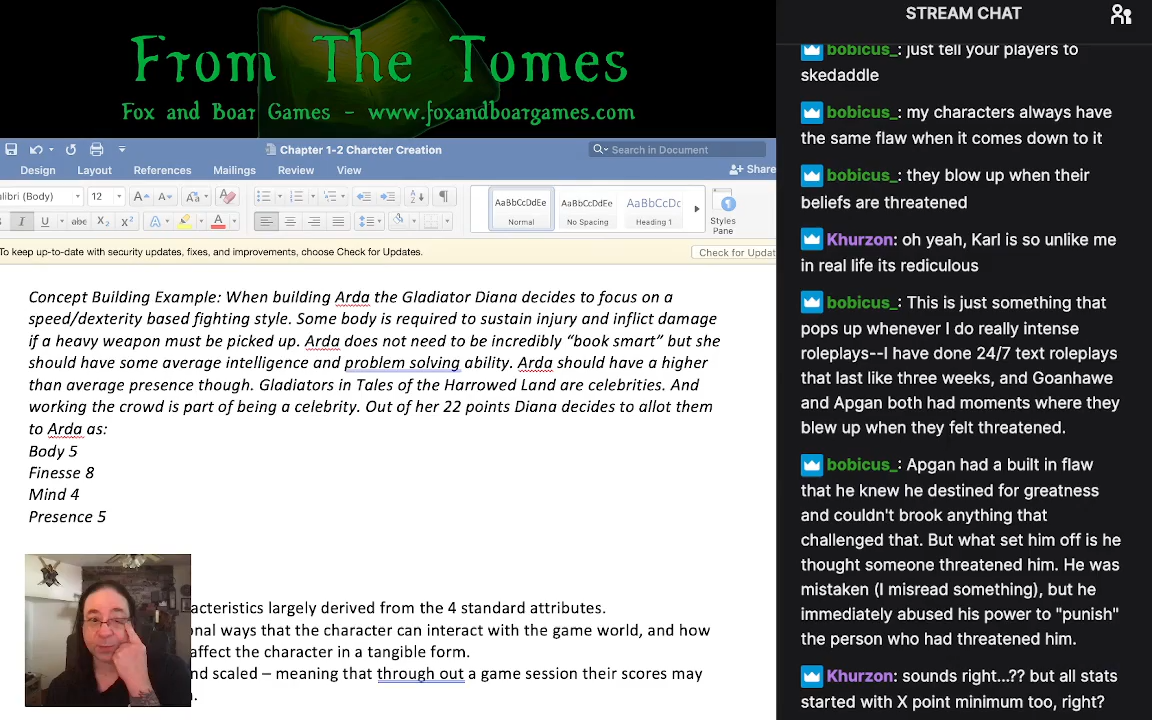 From The Tomes
Fox and Boar Games - www.foxandboargames.com
Chapter 1-2 Charcter Creation
Search in Document
Design Layout References Mailings Review View
Share
alibri (Body) 12
AaBbCcDdEe AaBbCcDdEe AaBbCcDc
Normal No Spacing Heading 1
Styles
Pane
To keep up-to-date with security updates, fixes, and improvements, choose Check for Updates.
Check for Updat
Concept Building Example: When building Arda the Gladiator Diana decides to focus on a
speed/dexterity based fighting style. Some body is required to sustain injury and inflict damage
if a heavy weapon must be picked up. Arda does not need to be incredibly “book smart” but she
should have some average intelligence and problem solving ability. Arda should have a higher
than average presence though. Gladiators in Tales of the Harrowed Land are celebrities. And
working the crowd is part of being a celebrity. Out of her 22 points Diana decides to allot them
to Arda as:
Body 5
Finesse 8
Mind 4
Presence 5
acteristics largely derived from the 4 standard attributes.
onal ways that the character can interact with the game world, and how
affect the character in a tangible form.
nd scaled – meaning that through out a game session their scores may
STREAM CHAT
bobicus_: just tell your players to
skedaddle
bobicus_: my characters always have
the same flaw when it comes down to it
bobicus_: they blow up when their
beliefs are threatened
Khurzon: oh yeah, Karl is so unlike me
in real life its rediculous
bobicus_: This is just something that
pops up whenever I do really intense
roleplays--I have done 24/7 text roleplays
that last like three weeks, and Goanhawe
and Apgan both had moments where they
blew up when they felt threatened.
bobicus_: Apgan had a built in flaw
that he knew he destined for greatness
and couldn't brook anything that
challenged that. But what set him off is he
thought someone threatened him. He was
mistaken (I misread something), but he
immediately abused his power to "punish"
the person who had threatened him.
Khurzon: sounds right...?? but all stats
started with X point minimum too, right?